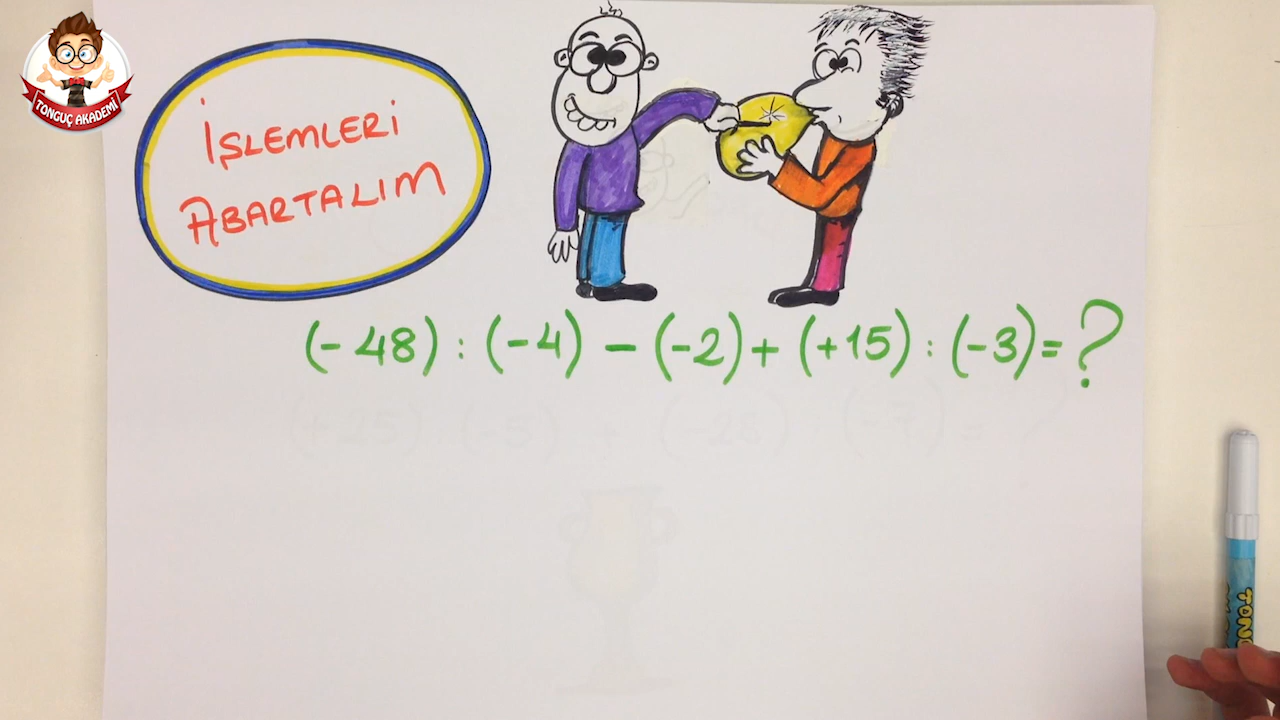 TONGUÇ AKADEMİ
İŞLEMLERİ
ABARTALIM
(-48) : (-4) - (-2) + (+15) : (-3) = ?